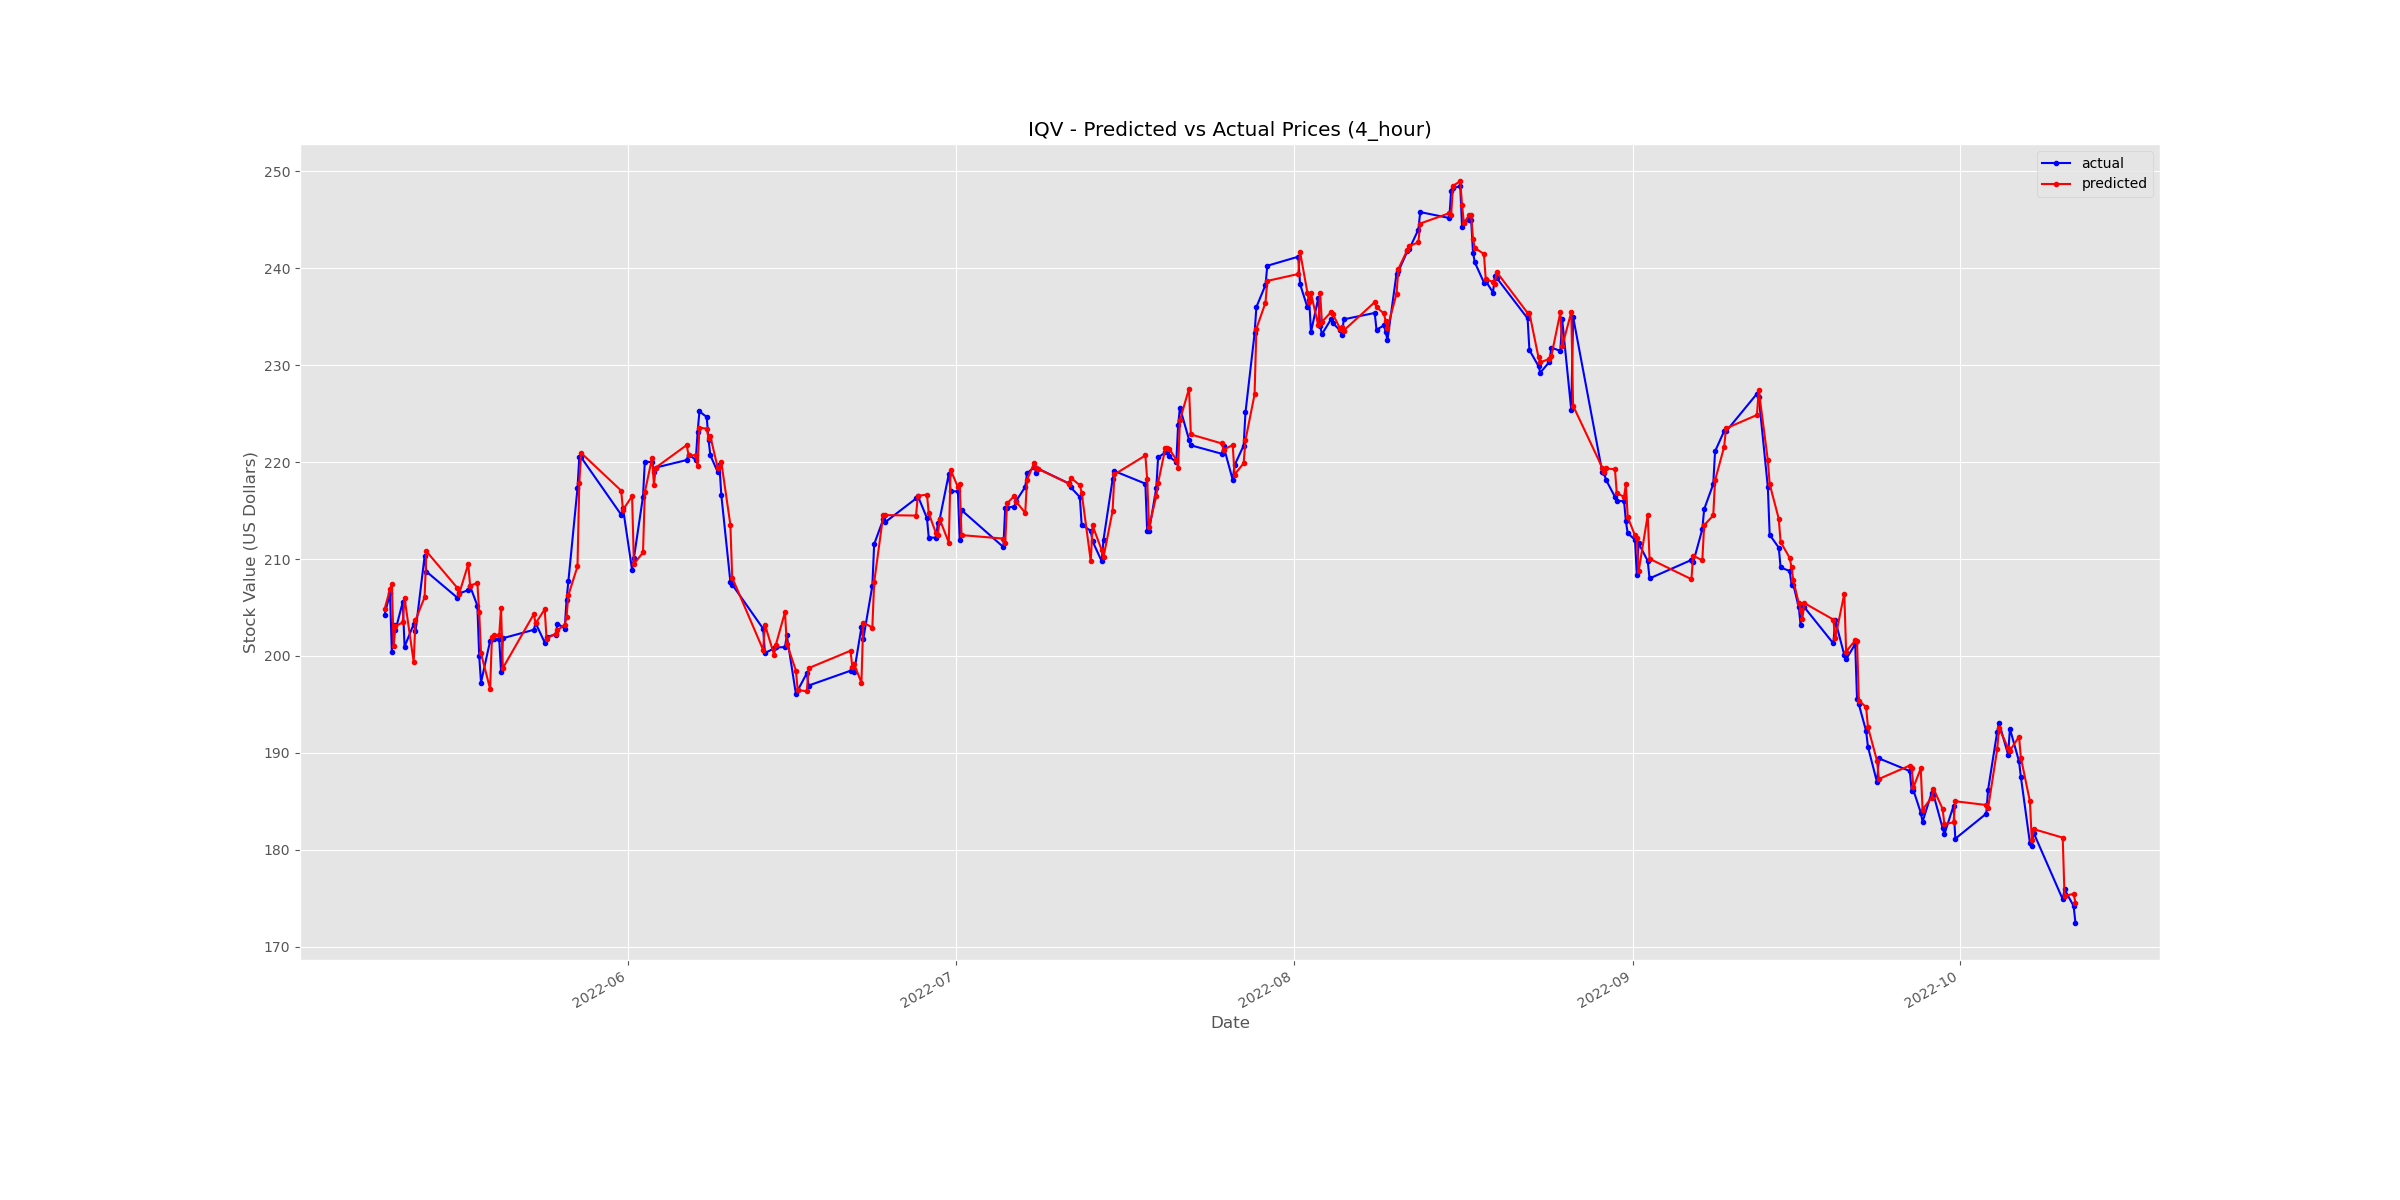 IQV - Predicted vs Actual Prices (4_hour)
actual
predicted
250
240
230
220
210
200
190
180
170
Stock Value (US Dollars)
2022-06
2022-07
2022-08
2022-09
2022-10
Date